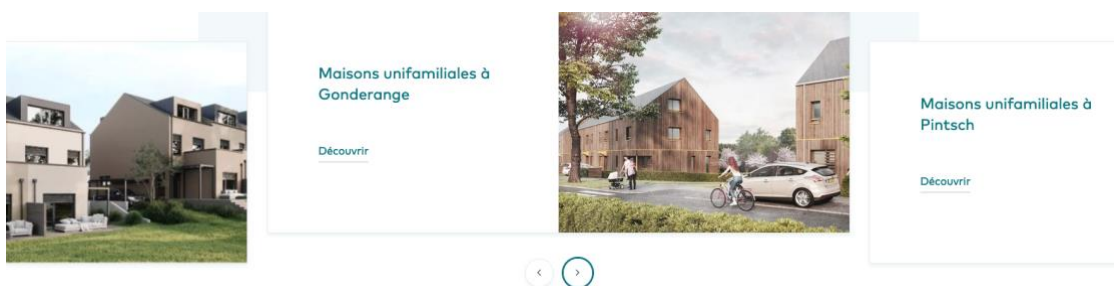 Maisons unifamiliales à
Gonderange
Découvrir
Maisons unifamiliales à
Pintsch
Découvrir